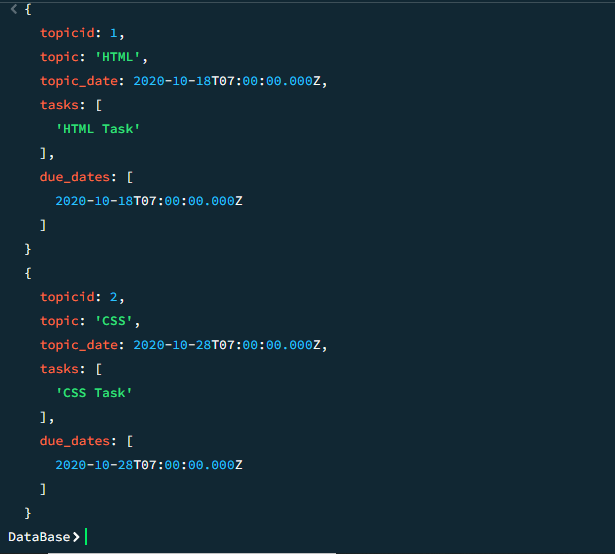 < {
topicid: 1,
topic: 'HTML',
topic_date: 2020-10-18T07:00:00.000Z,
tasks: [
'HTML Task'
],
due_dates: [
2020-10-18T07:00:00.000Z
]
}
{
topicid: 2,
topic: 'CSS',
topic_date: 2020-10-28T07:00:00.000Z,
tasks: [
'CSS Task'
],
due_dates: [
2020-10-28T07:00:00.000Z
]
}
DataBase>